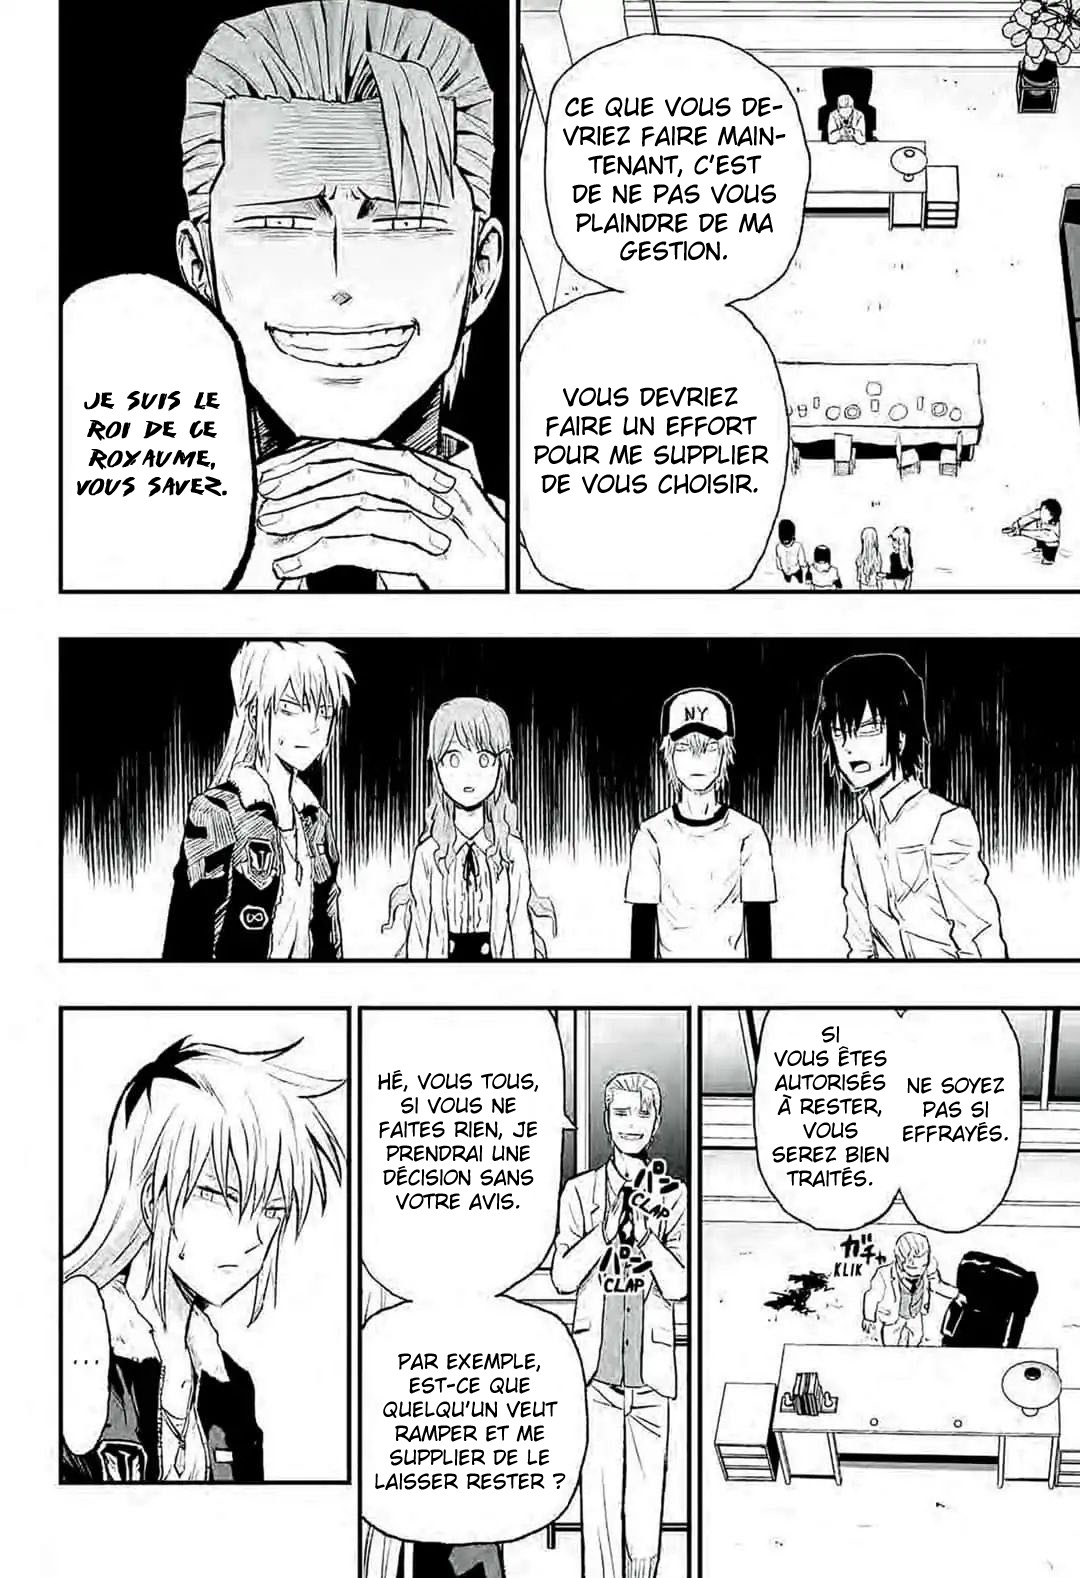 CE QUE VOUS DE-
VRIEZ FAIRE MAIN-
TENANT, C'EST
DE NE PAS VOUS
PLAINDRE DE MA
GESTION.
VOUS DEVRIEZ
FAIRE UN EFFORT
POUR ME SUPPLIER
DE VOUS CHOISIR.
JE SUIS LE
ROI DE CE
ROYAUME,
VOUS SAVEZ.
NY
NE SOYEZ
PAS SI
EFFRAYÉS.
SI
VOUS ÊTES
AUTORISÉS
À RESTER,
VOUS
SEREZ BIEN
TRAITÉS.
ガチャ
KLIK
HÉ, VOUS TOUS,
SI VOUS NE
FAITES RIEN, JE
PRENDRAI UNE
DÉCISION SANS
VOTRE AVIS.
パン
CLAP
パン
CLAP
PAR EXEMPLE,
EST-CE QUE
QUELQU'UN VEUT
RAMPER ET ME
SUPPLIER DE LE
LAISSER RESTER ?
...